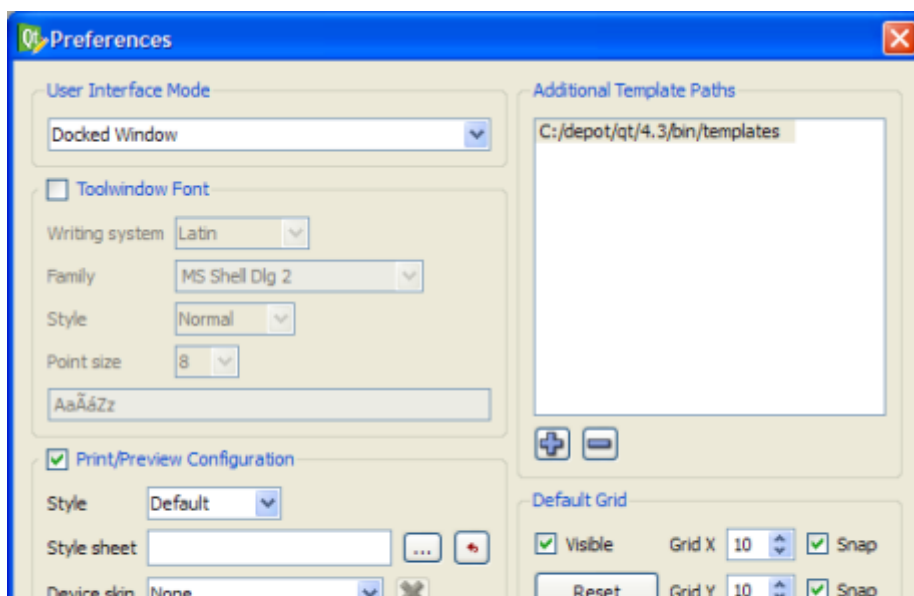 Qt Preferences
User Interface Mode
Docked Window
Toolwindow Font
Writing system Latin
Family MS Shell Dlg 2
Style Normal
Point size 8
AaÃáZz
Print/Preview Configuration
Style Default
Style sheet ...
Device skin None
Additional Template Paths
C:/depot/qt/4.3/bin/templates
Default Grid
Visible Grid X 10 Snap
Reset Grid Y 10 Snap